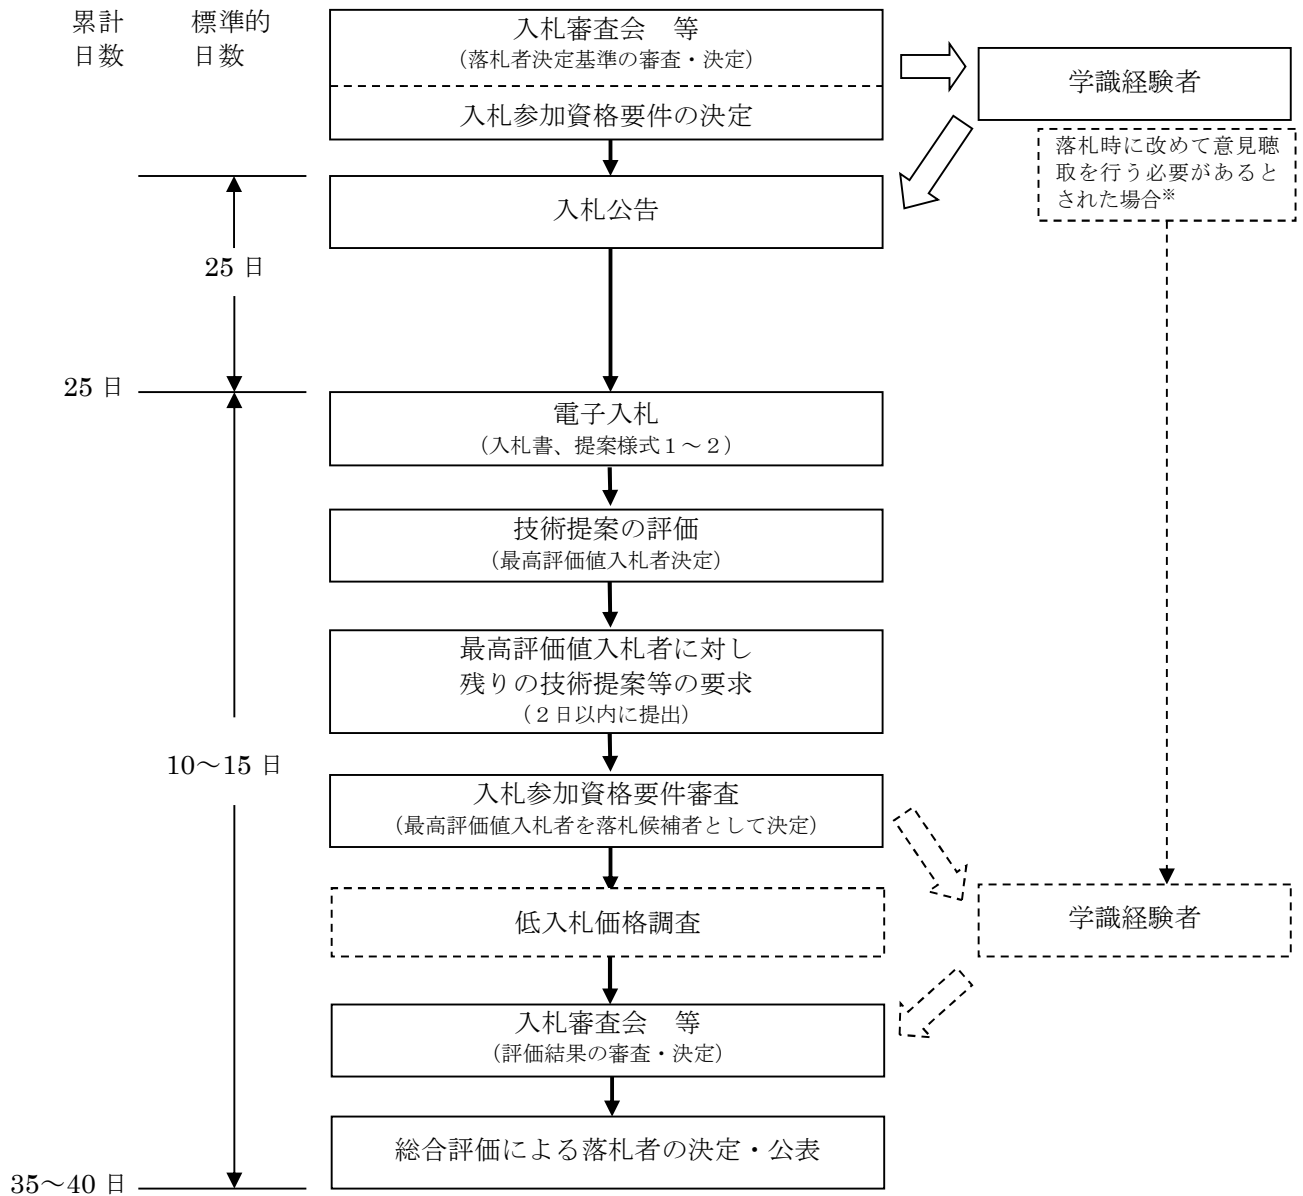 累計
日数
標準的
日数
入札審査会　等
（落札者決定基準の審査・決定）
入札参加資格要件の決定
学識経験者
落札時に改めて意見聴
取を行う必要があると
された場合※
入札公告
25 日
25 日
電子入札
（入札書、提案様式１～２）
技術提案の評価
（最高評価値入札者決定）
最高評価値入札者に対し
残りの技術提案等の要求
（２日以内に提出）
10～15 日
入札参加資格要件審査
（最高評価値入札者を落札候補者として決定）
低入札価格調査
学識経験者
入札審査会　等
（評価結果の審査・決定）
総合評価による落札者の決定・公表
35～40 日